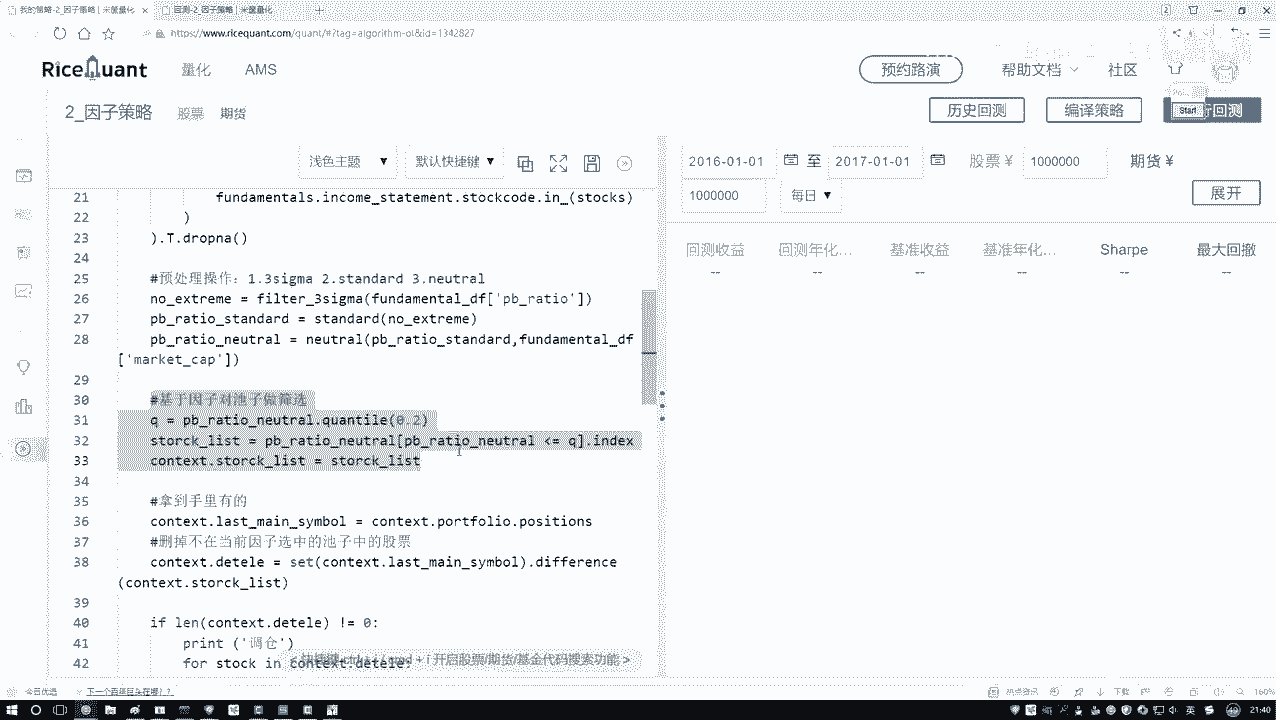 我的策略-2_因子策略 | 米筐量化 回测-2_因子策略 | 米筐量化
https://www.ricequant.com/quant/#?tag=algorithm-ol&id=1342827
RiceQuant 量化 AMS 预约路演 帮助文档 社区
2_因子策略 股票 期货 历史回测 编译策略 Start 行回测
浅色主题 默认快捷键 2016-01-01 至 2017-01-01 股票 ¥ 1000000 期货 ¥
1000000 每日 展开
回测收益 回测年化... 基准收益 基准年化... Sharpe 最大回撤
-- -- -- -- -- --
21 fundamentals.income_statement.stockcode.in_(stocks)
22 )
23 ).T.dropna()
24
25 #预处理操作：1.3sigma 2.standard 3.neutral
26 no_extreme = filter_3sigma(fundamental_df['pb_ratio'])
27 pb_ratio_standard = standard(no_extreme)
28 pb_ratio_neutral = neutral(pb_ratio_standard,fundamental_df
['market_cap'])
29
30 #基于因子对池子做筛选
31 q = pb_ratio_neutral.quantile(0.2)
32 storck_list = pb_ratio_neutral[pb_ratio_neutral <= q].index
33 context.storck_list = storck_list
34
35 #拿到手里有的
36 context.last_main_symbol = context.portfolio.positions
37 #删掉不在当前因子选中的池子中的股票
38 context.detele = set(context.last_main_symbol).difference
(context.storck_list)
39
40 if len(context.detele) != 0:
41 print ('调仓')
42 for stock in context.detele:
开启股票/期货/基金代码搜索功能 >
今日优选 下载 160%
21:40